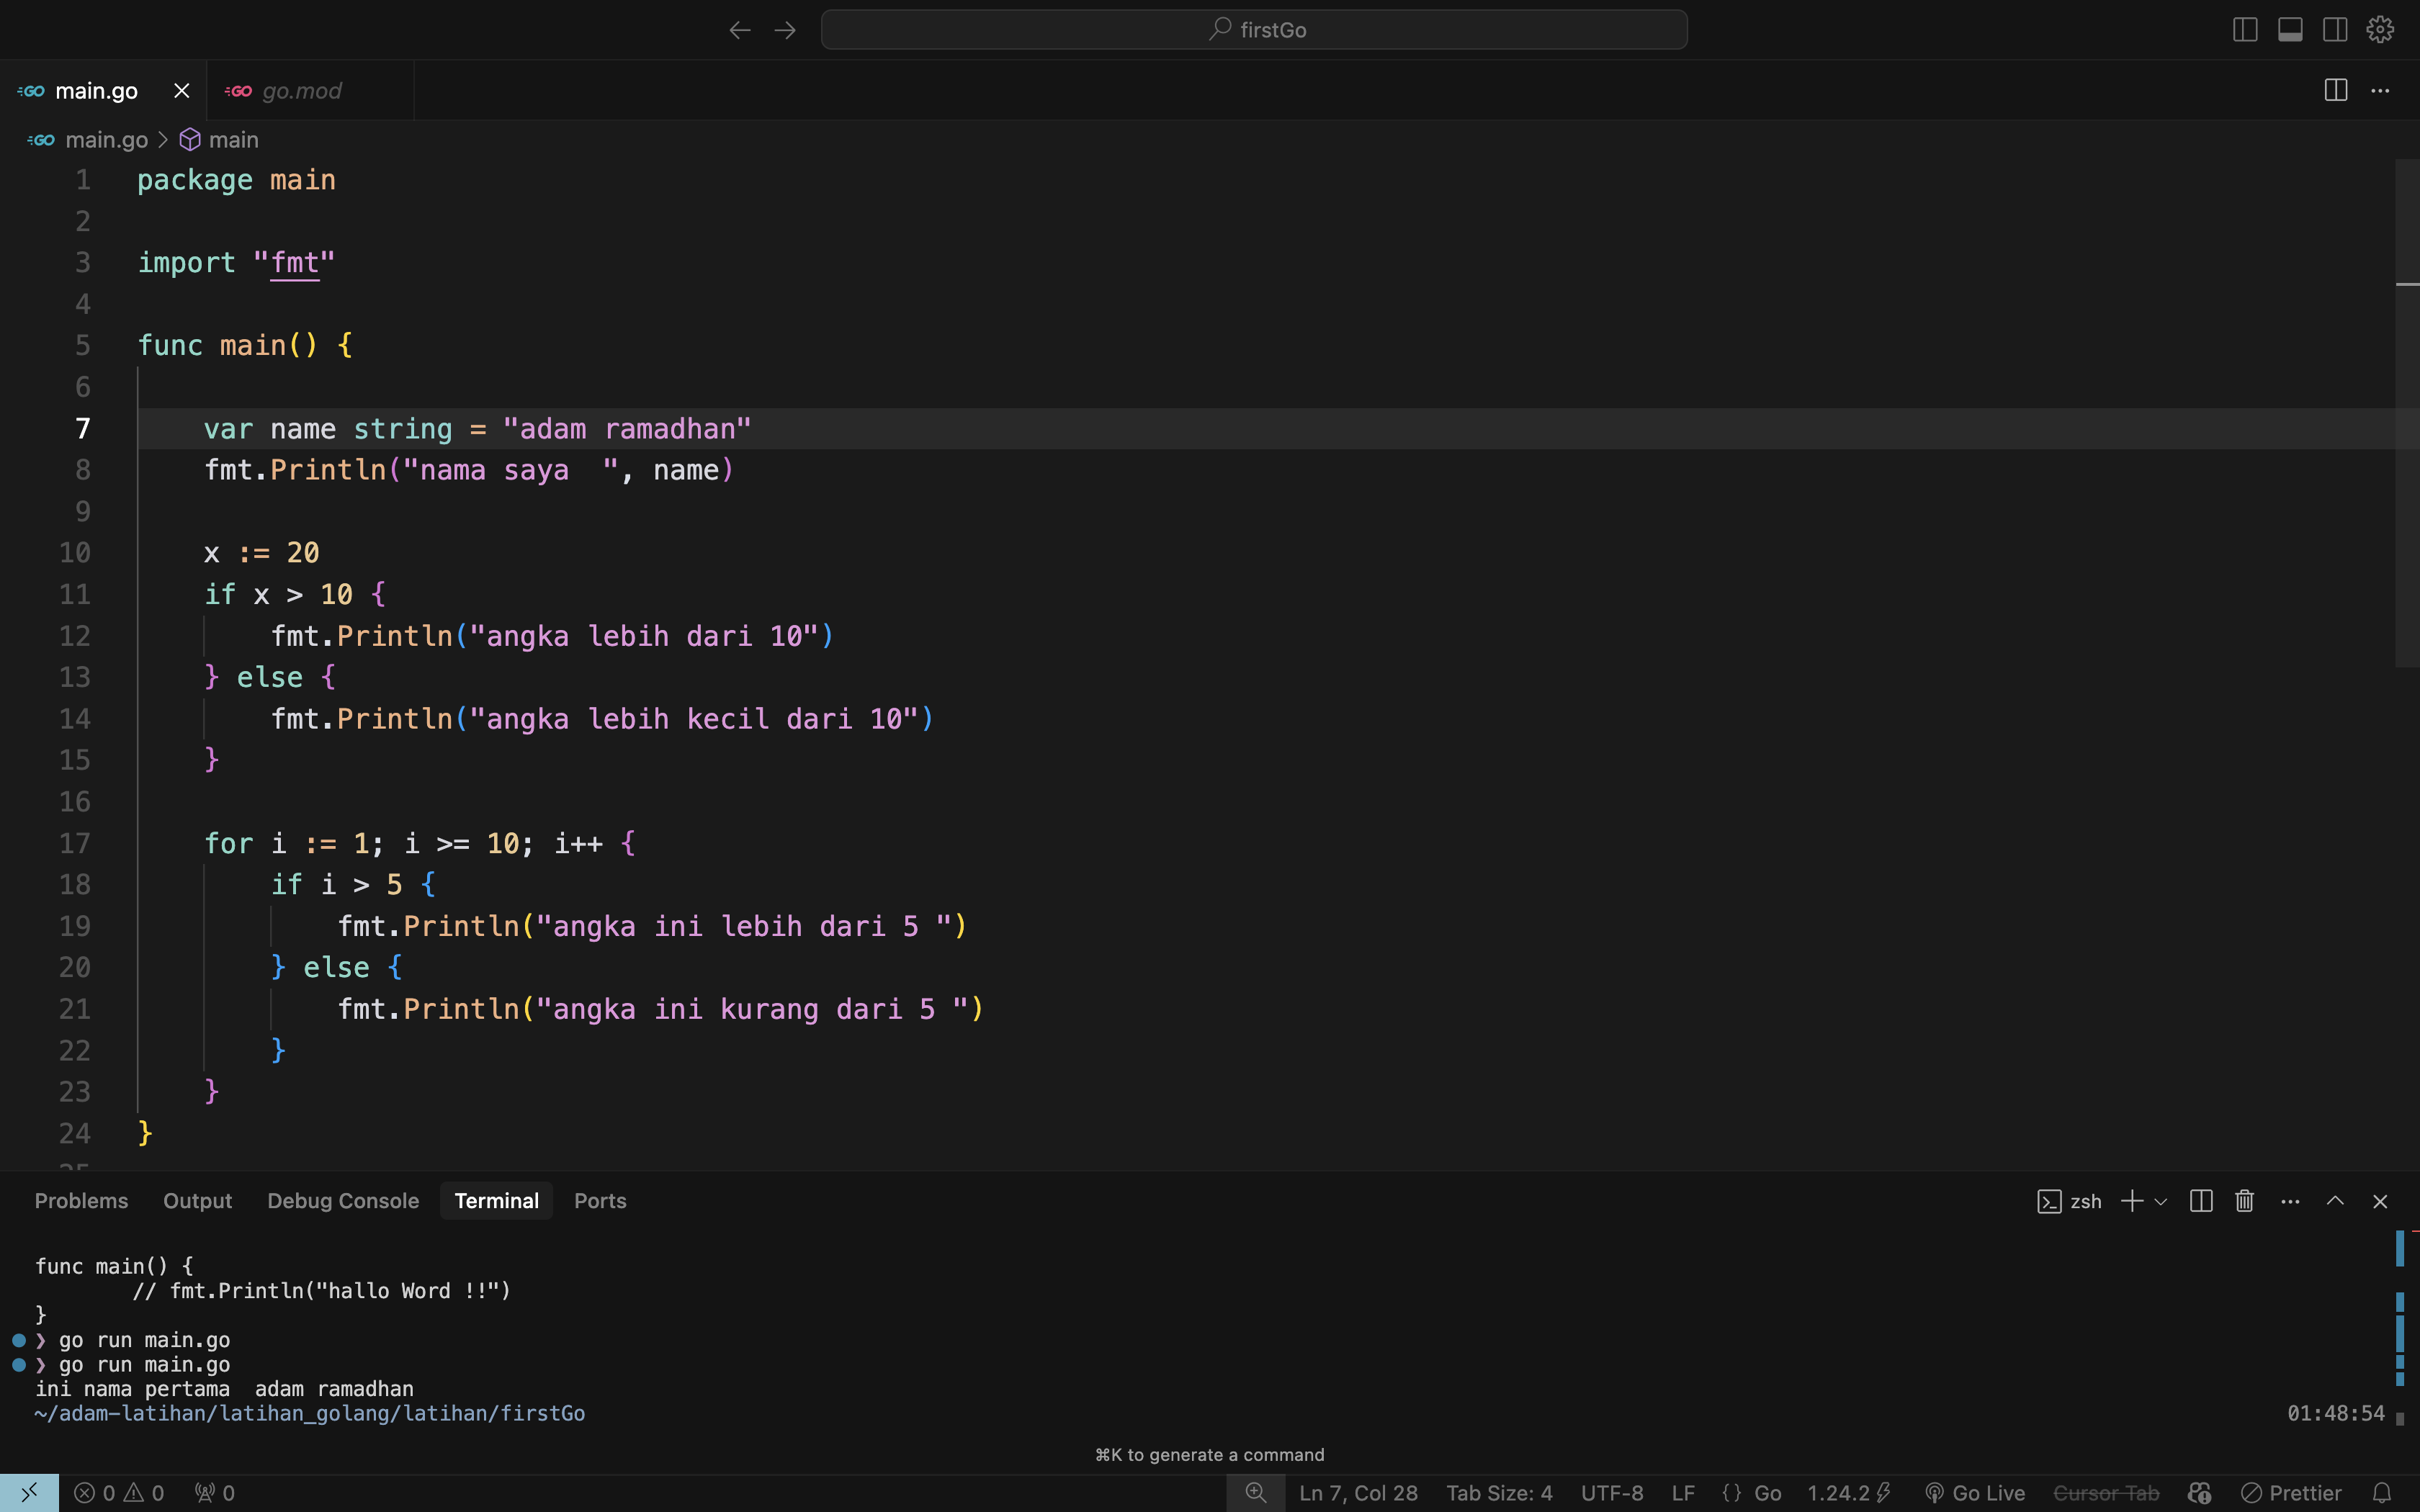 firstGo
main.go
go.mod
main.go > main
1 package main
2
3 import "fmt"
4
5 func main() {
6
7     var name string = "adam ramadhan"
8     fmt.Println("nama saya  ", name)
9
10     x := 20
11     if x > 10 {
12         fmt.Println("angka lebih dari 10")
13     } else {
14         fmt.Println("angka lebih kecil dari 10")
15     }
16
17     for i := 1; i >= 10; i++ {
18         if i > 5 {
19             fmt.Println("angka ini lebih dari 5 ")
20         } else {
21             fmt.Println("angka ini kurang dari 5 ")
22         }
23     }
24 }
25
Problems Output Debug Console Terminal Ports zsh
func main() {
        // fmt.Println("hallo Word !!")
}
❯ go run main.go
❯ go run main.go
ini nama pertama  adam ramadhan
~/adam-latihan/latihan_golang/latihan/firstGo 01:48:54
⌘K to generate a command
0 0 0 Ln 7, Col 28 Tab Size: 4 UTF-8 LF {} Go 1.24.2 Go Live Cursor Tab Prettier